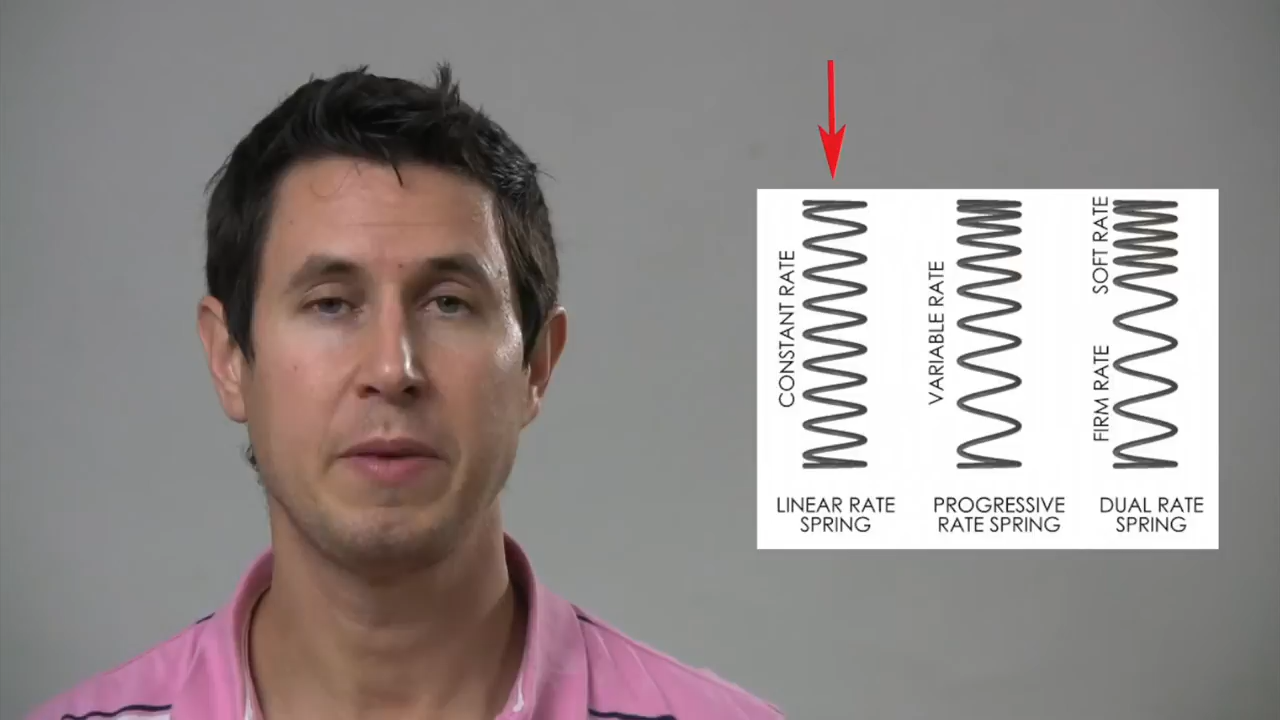 CONSTANT RATE
LINEAR RATE
SPRING
VARIABLE RATE
PROGRESSIVE
RATE SPRING
SOFT RATE
FIRM RATE
DUAL RATE
SPRING